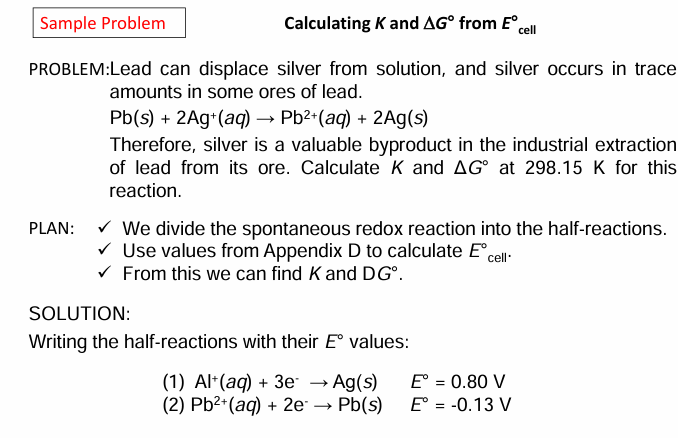 Sample Problem
Calculating K and ΔG° from E°cell
PROBLEM:Lead can displace silver from solution, and silver occurs in trace
amounts in some ores of lead.
Pb(s) + 2Ag⁺(aq) → Pb²⁺(aq) + 2Ag(s)
Therefore, silver is a valuable byproduct in the industrial extraction
of lead from its ore. Calculate K and ΔG° at 298.15 K for this
reaction.
PLAN: ✓ We divide the spontaneous redox reaction into the half-reactions.
✓ Use values from Appendix D to calculate E°cell.
✓ From this we can find K and DG°.
SOLUTION:
Writing the half-reactions with their E° values:
(1) Al⁺(aq) + 3e⁻ → Ag(s) E° = 0.80 V
(2) Pb²⁺(aq) + 2e⁻ → Pb(s) E° = -0.13 V